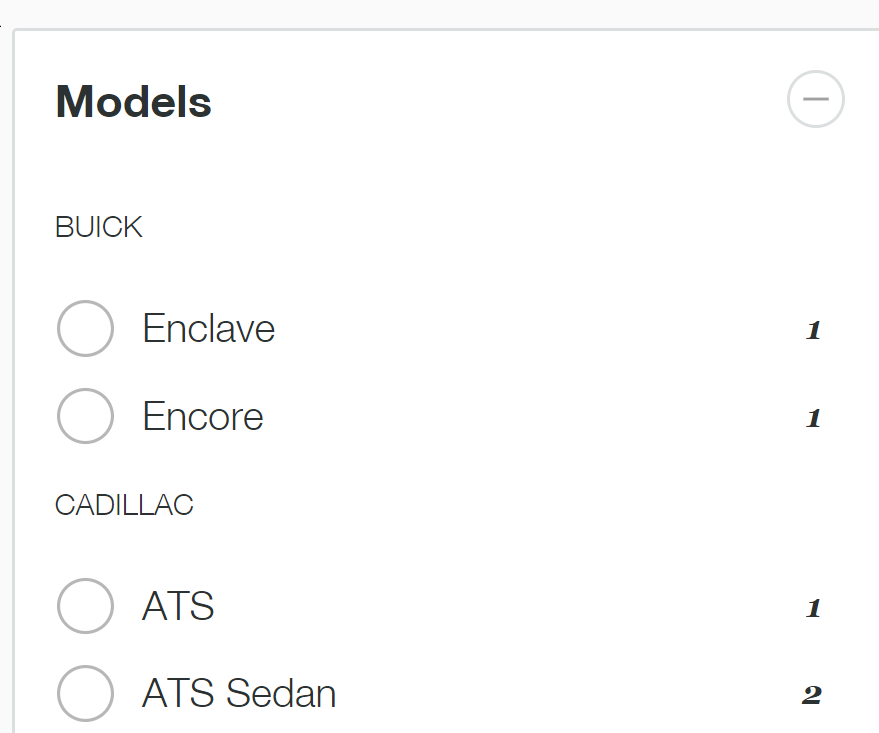 Models
BUICK
Enclave 1
Encore 1
CADILLAC
ATS 1
ATS Sedan 2